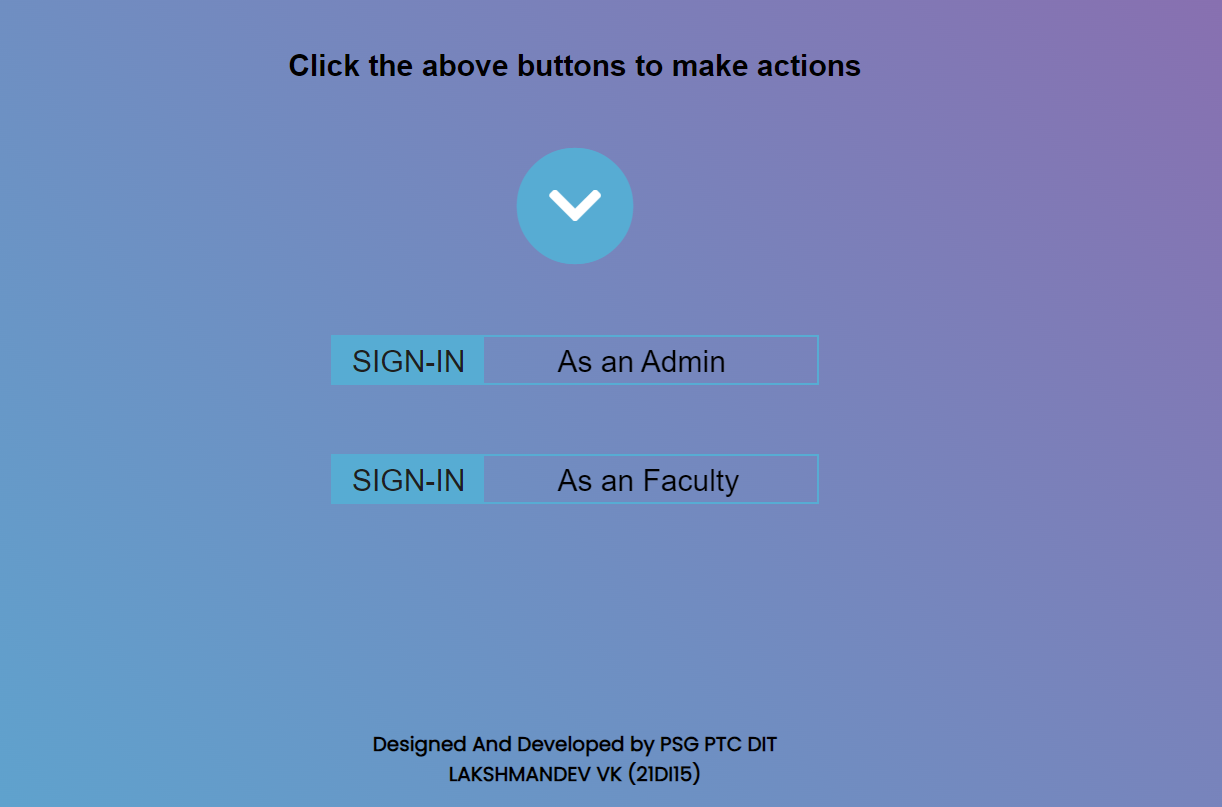 Click the above buttons to make actions
SIGN-IN As an Admin
SIGN-IN As an Faculty
Designed And Developed by PSG PTC DIT
LAKSHMANDEV VK (21DI15)